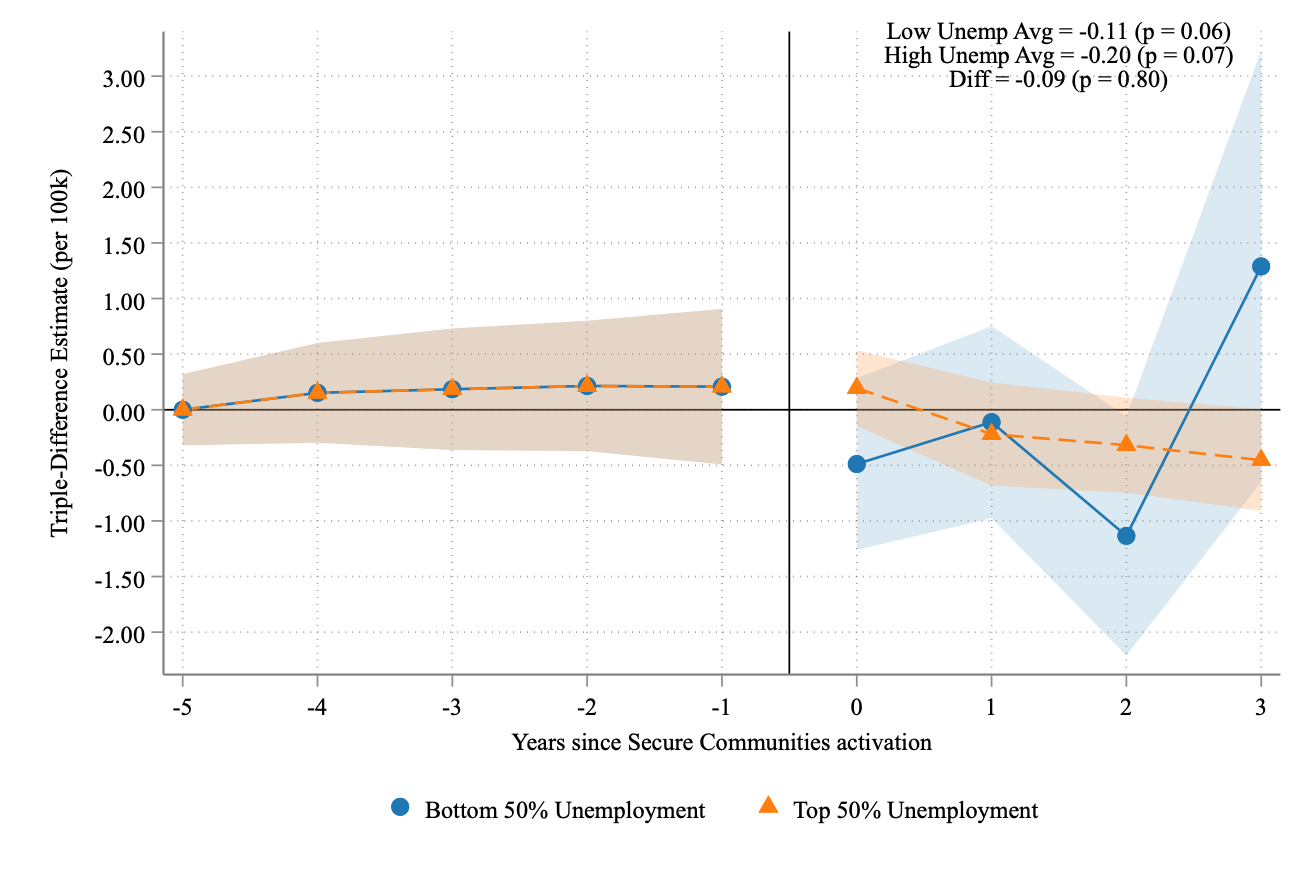 Low Unemp Avg = -0.11 (p = 0.06)
High Unemp Avg = -0.20 (p = 0.07)
Diff = -0.09 (p = 0.80)
Triple-Difference Estimate (per 100k)
3.00
2.50
2.00
1.50
1.00
0.50
0.00
-0.50
-1.00
-1.50
-2.00
-5 -4 -3 -2 -1 0 1 2 3
Years since Secure Communities activation
Bottom 50% Unemployment Top 50% Unemployment